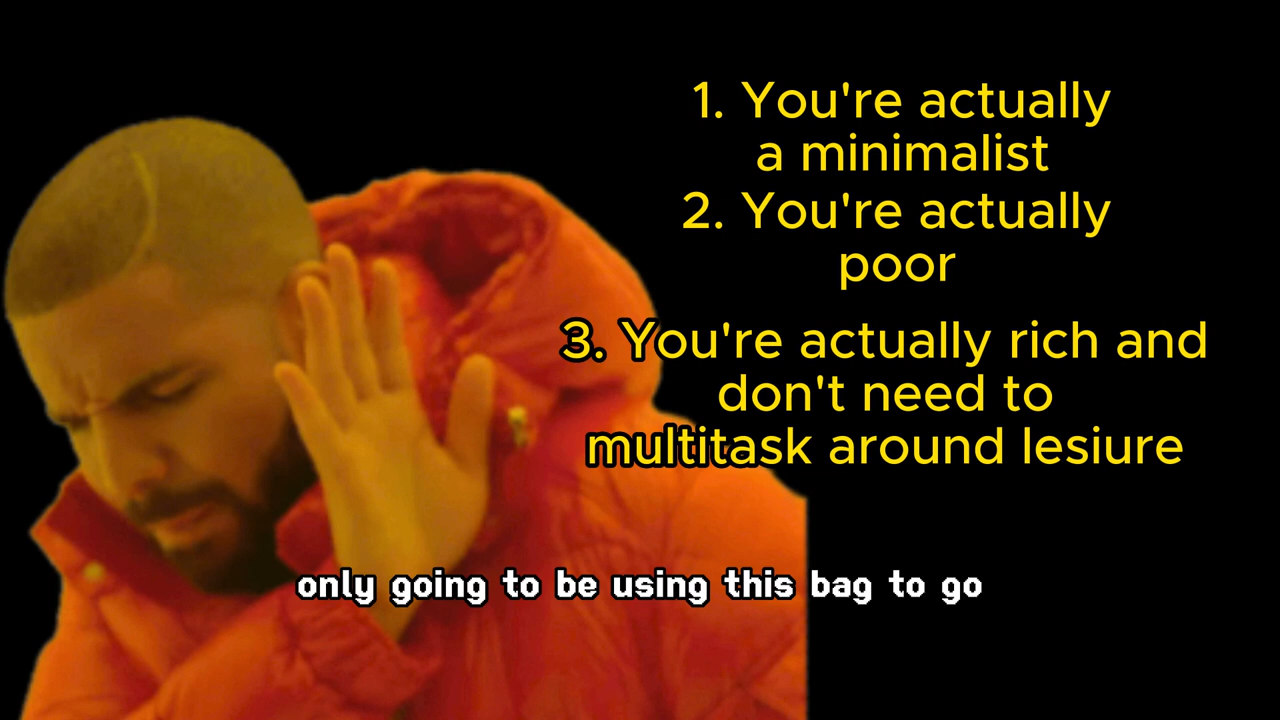 1. You're actually
a minimalist
2. You're actually
poor
3. You're actually rich and
don't need to
multitask around lesiure
only going to be using this bag to go